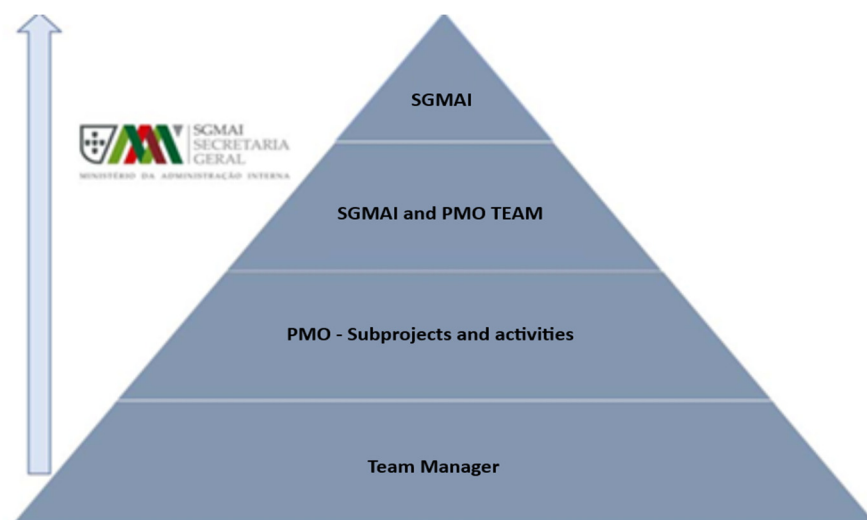 SGMAI
SGMAI
SECRETARIA
GERAL
MINISTÉRIO DA ADMINISTRAÇÃO INTERNA
SGMAI and PMO TEAM
PMO - Subprojects and activities
Team Manager